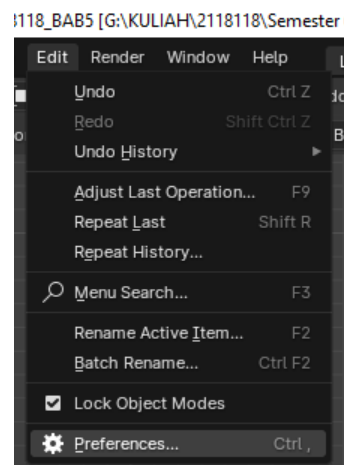 3118_BAB5 [G:\KULIAH\2118118\Semester
Edit Render Window Help
Undo Ctrl Z
Redo Shift Ctrl Z
Undo History
Adjust Last Operation... F9
Repeat Last Shift R
Repeat History...
Menu Search... F3
Rename Active Item... F2
Batch Rename... Ctrl F2
Lock Object Modes
Preferences... Ctrl ,